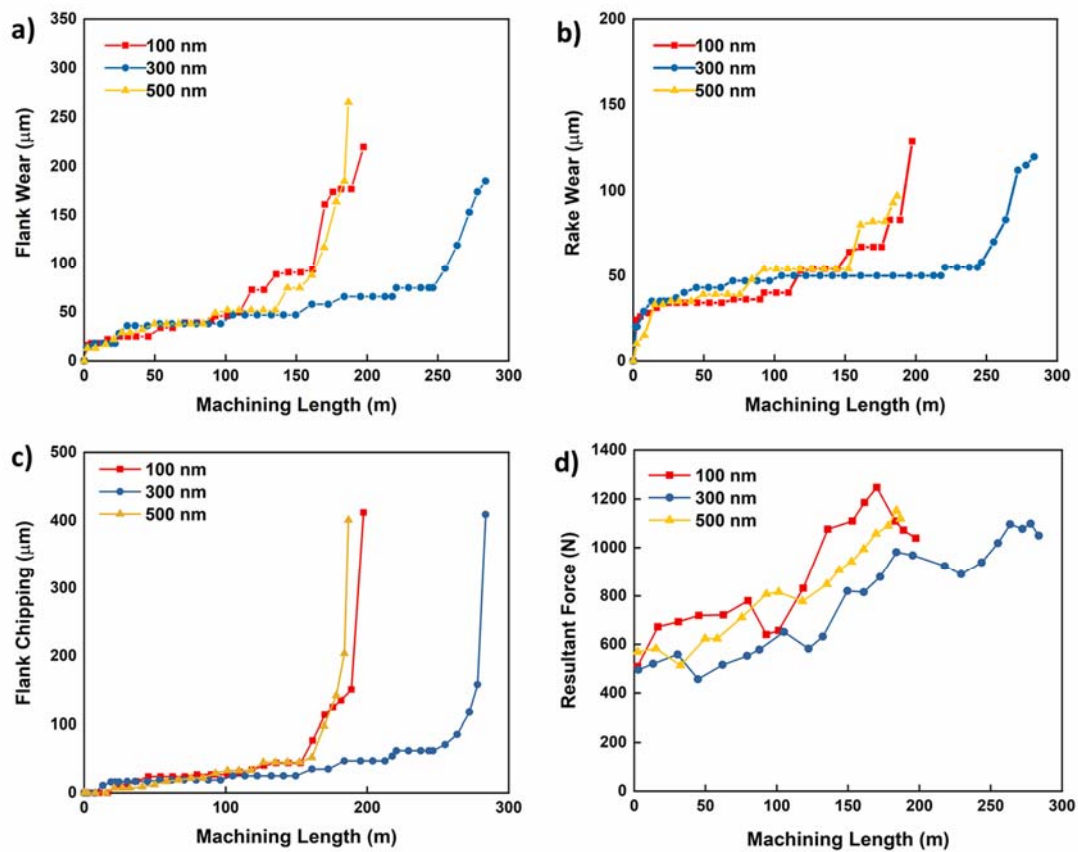 a)
350
300
250
200
150
100
50
0
0
50
100
150
200
250
300
Flank Wear (μm)
Machining Length (m)
100 nm
300 nm
500 nm
b)
200
150
100
50
0
0
50
100
150
200
250
300
Rake Wear (μm)
Machining Length (m)
100 nm
300 nm
500 nm
c)
500
400
300
200
100
0
0
100
200
300
Flank Chipping (μm)
Machining Length (m)
100 nm
300 nm
500 nm
d)
1400
1200
1000
800
600
400
200
0
0
50
100
150
200
250
300
Resultant Force (N)
Machining Length (m)
100 nm
300 nm
500 nm